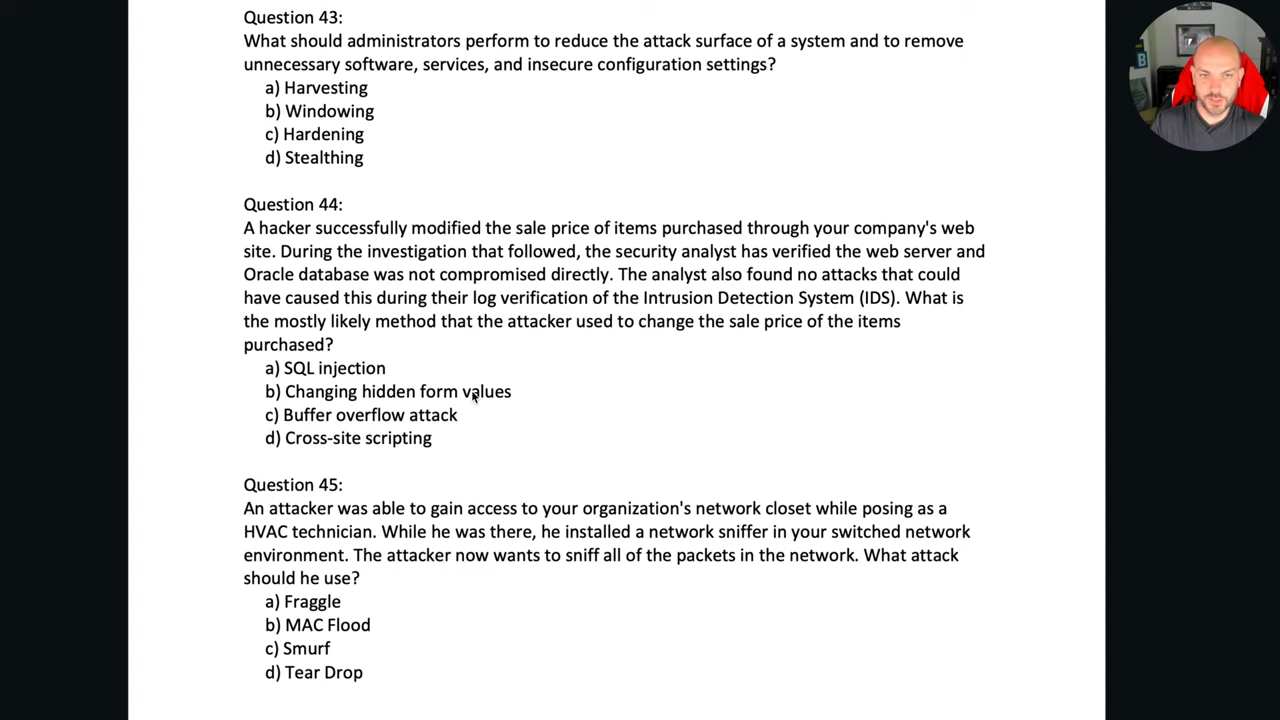 Question 43:
What should administrators perform to reduce the attack surface of a system and to remove
unnecessary software, services, and insecure configuration settings?
a) Harvesting
b) Windowing
c) Hardening
d) Stealthing
Question 44:
A hacker successfully modified the sale price of items purchased through your company's web
site. During the investigation that followed, the security analyst has verified the web server and
Oracle database was not compromised directly. The analyst also found no attacks that could
have caused this during their log verification of the Intrusion Detection System (IDS). What is
the mostly likely method that the attacker used to change the sale price of the items
purchased?
a) SQL injection
b) Changing hidden form values
c) Buffer overflow attack
d) Cross-site scripting
Question 45:
An attacker was able to gain access to your organization's network closet while posing as a
HVAC technician. While he was there, he installed a network sniffer in your switched network
environment. The attacker now wants to sniff all of the packets in the network. What attack
should he use?
a) Fraggle
b) MAC Flood
c) Smurf
d) Tear Drop